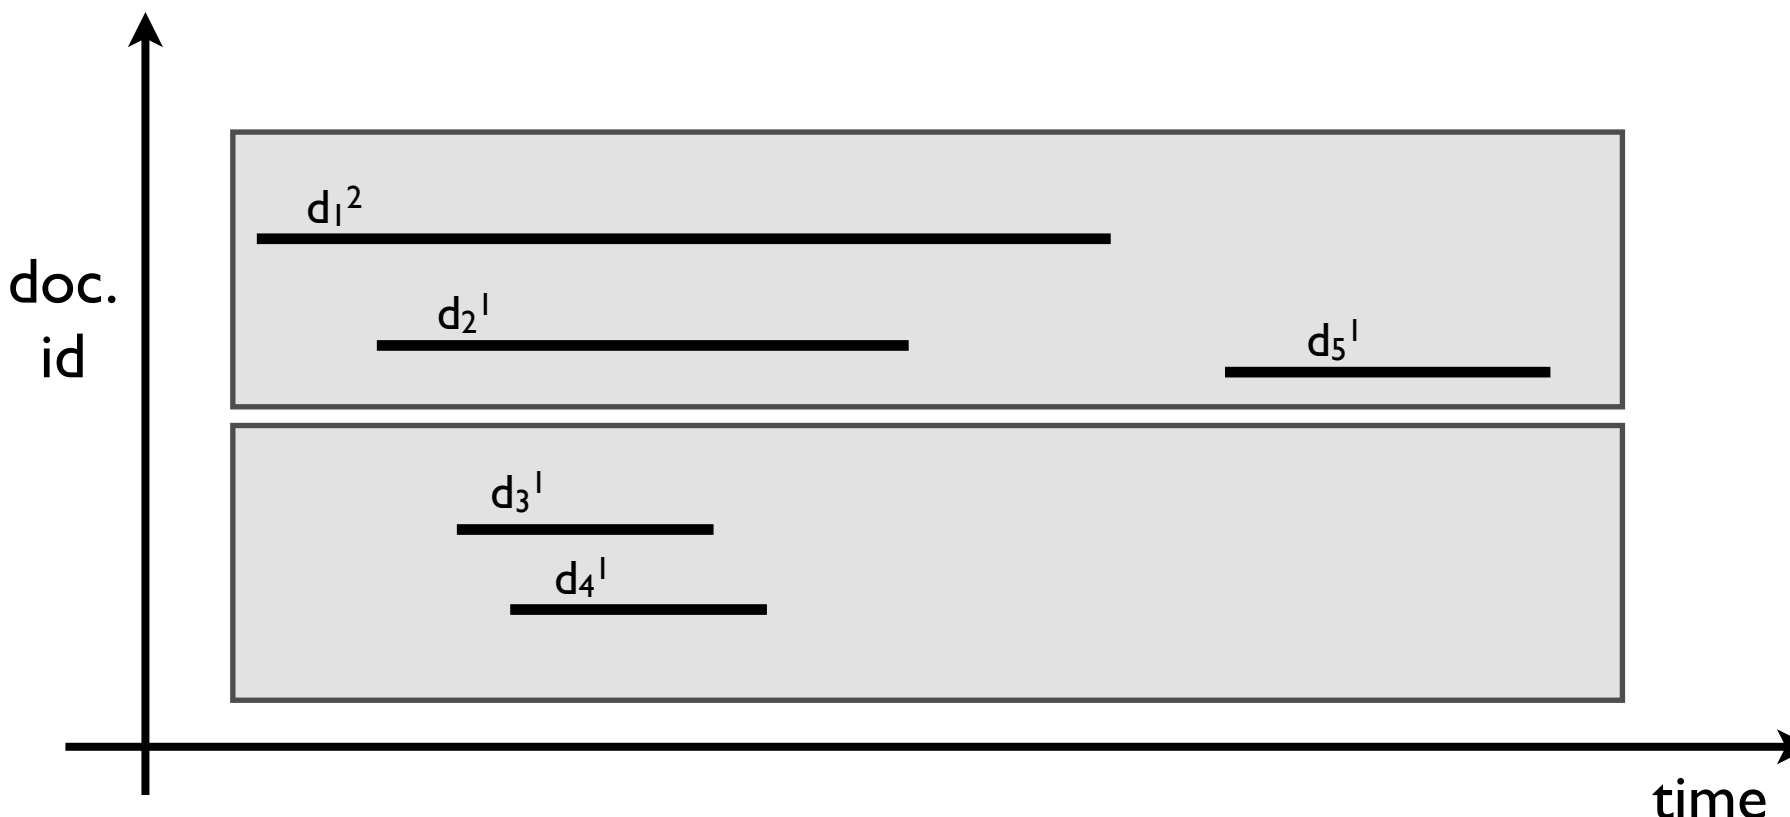 d₁²
doc.
id
d₂¹
d₅¹
d₃¹
d₄¹
time